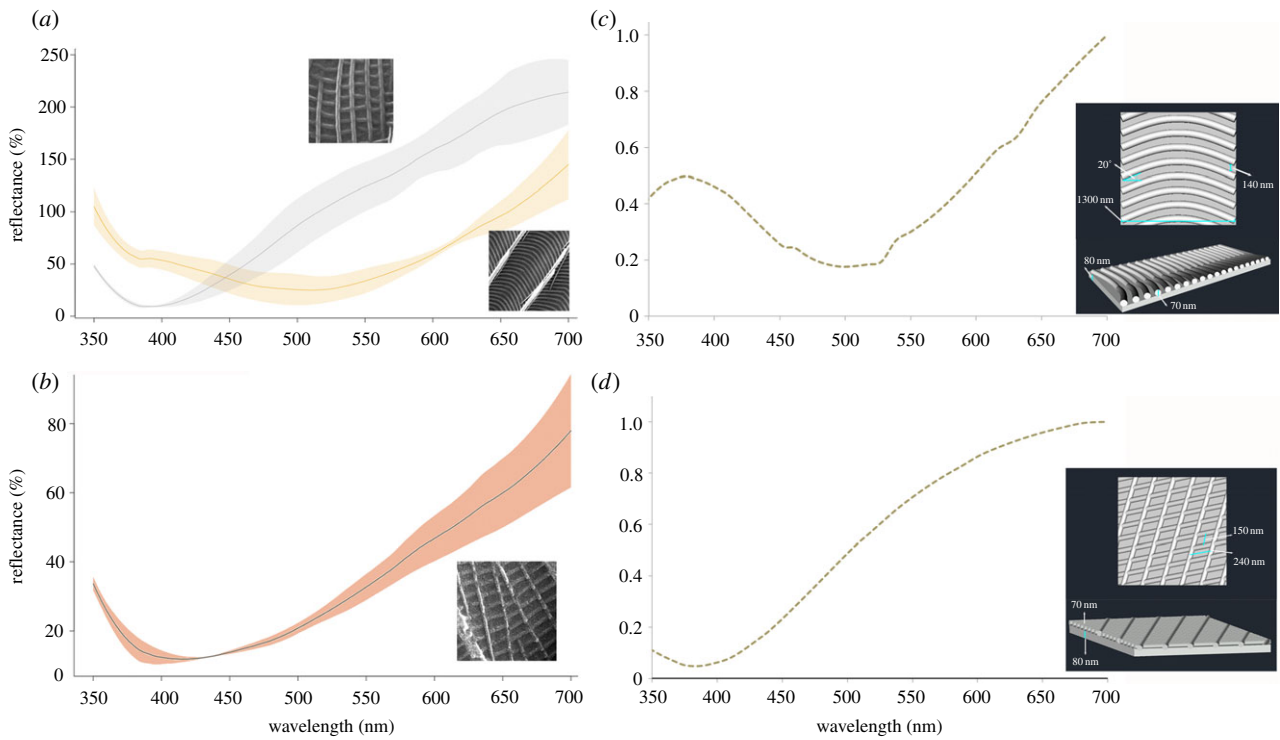 (a)
250
200
150
100
50
0
reflectance (%)
350 400 450 500 550 600 650 700
(c)
1.0
0.8
0.6
0.4
0.2
0
350 400 450 500 550 600 650 700
20°
140 nm
1300 nm
80 nm
70 nm
(b)
80
60
40
20
0
reflectance (%)
350 400 450 500 550 600 650 700
wavelength (nm)
(d)
1.0
0.8
0.6
0.4
0.2
0
350 400 450 500 550 600 650 700
wavelength (nm)
150 nm
240 nm
70 nm
80 nm